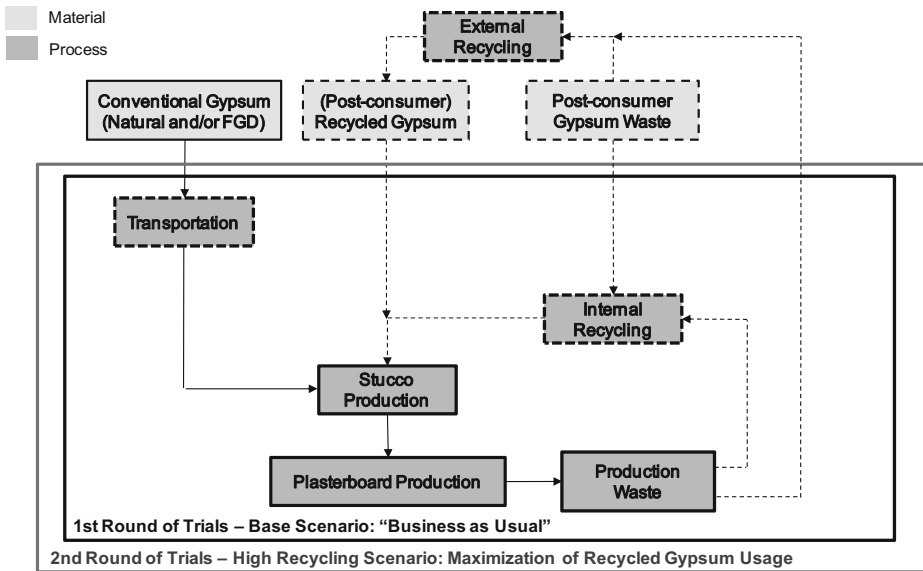 Material
Process
External
Recycling
Conventional Gypsum
(Natural and/or FGD)
(Post-consumer)
Recycled Gypsum
Post-consumer
Gypsum Waste
Transportation
Internal
Recycling
Stucco
Production
Plasterboard Production
Production
Waste
1st Round of Trials – Base Scenario: “Business as Usual”
2nd Round of Trials – High Recycling Scenario: Maximization of Recycled Gypsum Usage